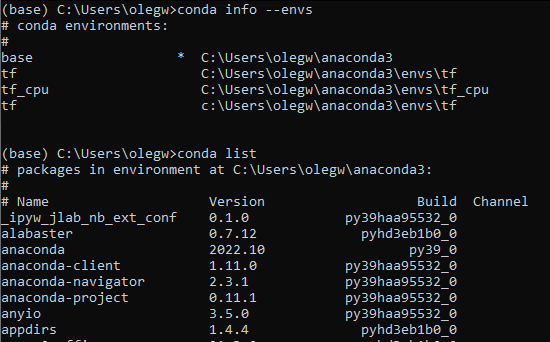 (base) C:\Users\olegw>conda info --envs
# conda environments:
#
base                  *  C:\Users\olegw\anaconda3
tf                       C:\Users\olegw\anaconda3\envs\tf
tf_cpu                   C:\Users\olegw\anaconda3\envs\tf_cpu
tf                       c:\Users\olegw\anaconda3\envs\tf
(base) C:\Users\olegw>conda list
# packages in environment at C:\Users\olegw\anaconda3:
#
# Name                    Version                   Build  Channel
_ipyw_jlab_nb_ext_conf    0.1.0            py39haa95532_0
alabaster                 0.7.12             pyhd3eb1b0_0
anaconda                  2022.10                  py39_0
anaconda-client           1.11.0           py39haa95532_0
anaconda-navigator        2.3.1            py39haa95532_0
anaconda-project          0.11.1           py39haa95532_0
anyio                     3.5.0            py39haa95532_0
appdirs                   1.4.4              pyhd3eb1b0_0